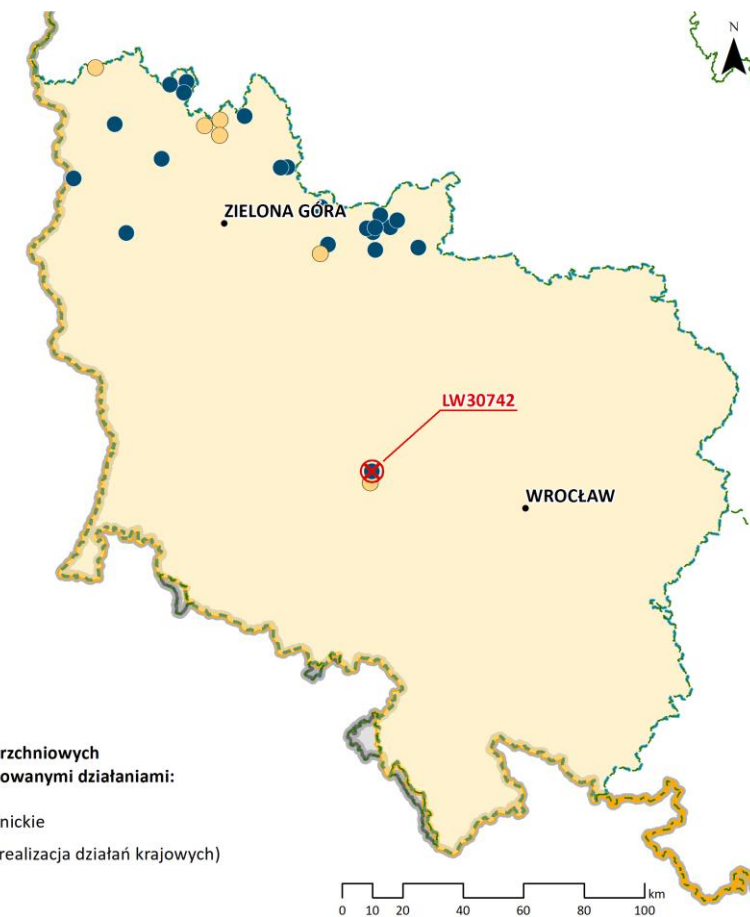 N
ZIELONA GÓRA
LW30742
WROCŁAW
rzchniowych
owanymi działaniami:
nickie
realizacja działań krajowych)
km
0 10 20 40 60 80 100